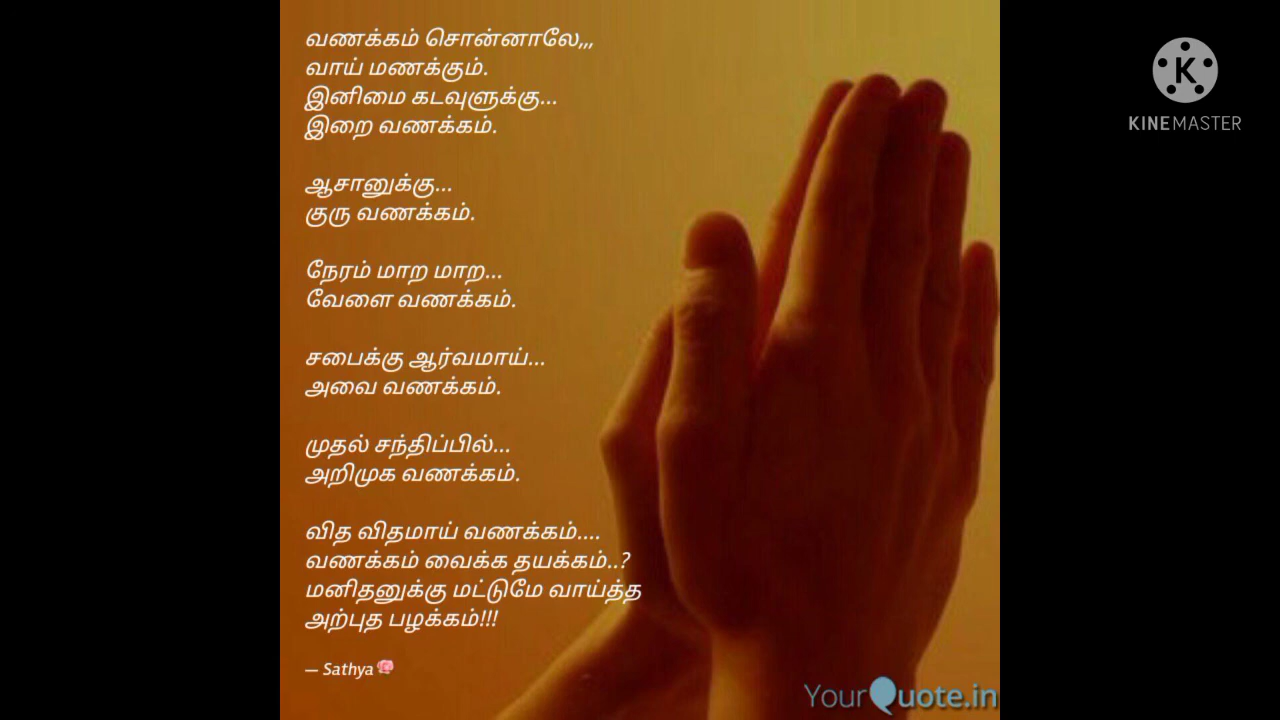 வணக்கம் சொன்னாலே,,,
வாய் மணக்கும்.
இனிமை கடவுளுக்கு...
இறை வணக்கம்.
ஆசானுக்கு...
குரு வணக்கம்.
நேரம் மாற மாற...
வேளை வணக்கம்.
சபைக்கு ஆர்வமாய்...
அவை வணக்கம்.
முதல் சந்திப்பில்...
அறிமுக வணக்கம்.
வித விதமாய் வணக்கம்....
வணக்கம் வைக்க தயக்கம்..?
மனிதனுக்கு மட்டுமே வாய்த்த
அற்புத பழக்கம்!!!
— Sathya🌹
YourQuote.in
K
KINEMASTER